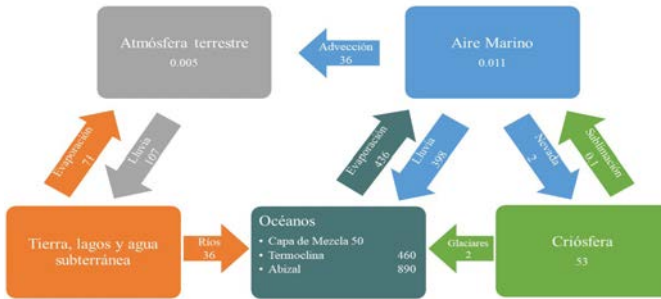 Atmósfera terrestre
0.005
Advección
36
Aire Marino
0.011
Evaporación
71
Lluvia
107
Evaporación
436
Lluvia
398
Nevada
2
Sublimación
0.1
Tierra, lagos y agua
subterránea
Ríos
36
Océanos
• Capa de Mezcla 50
• Termoclina 460
• Abizal 890
Glaciares
2
Criósfera
53